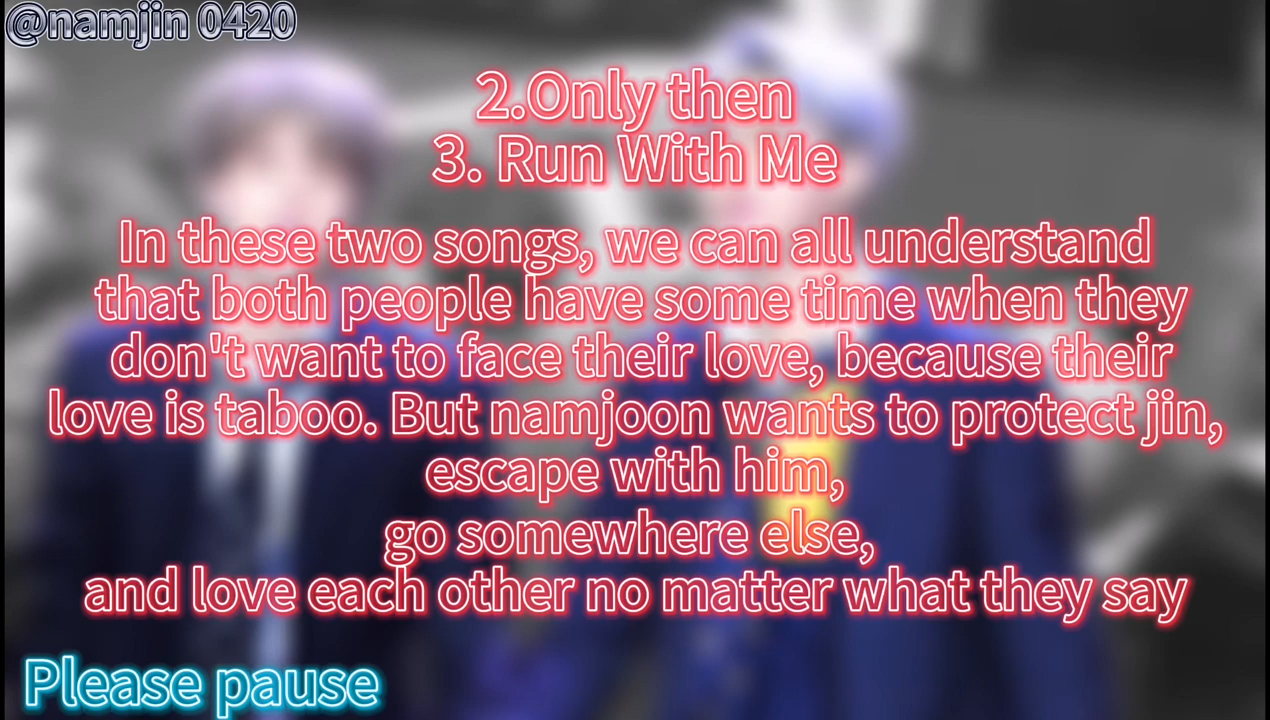 @namjin 0420
2.Only then
3. Run With Me
In these two songs, we can all understand
that both people have some time when they
don't want to face their love, because their
love is taboo. But namjoon wants to protect jin,
escape with him,
go somewhere else,
and love each other no matter what they say
Please pause